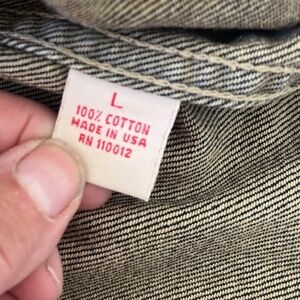 L
100% COTTON
MADE IN USA
RN 110012